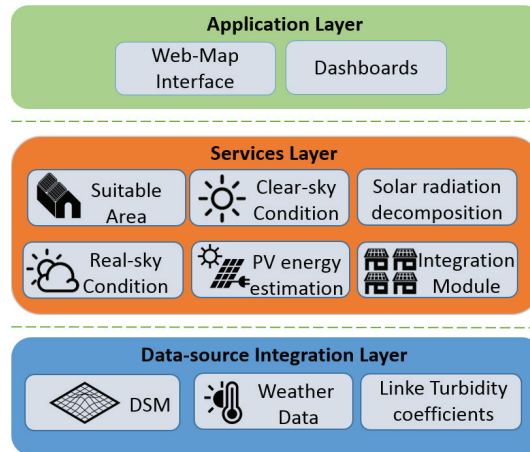 Application Layer
Web-Map
Interface
Dashboards
Services Layer
Suitable
Area
Clear-sky
Condition
Solar radiation
decomposition
Real-sky
Condition
PV energy
estimation
Integration
Module
Data-source Integration Layer
DSM
Weather
Data
Linke Turbidity
coefficients